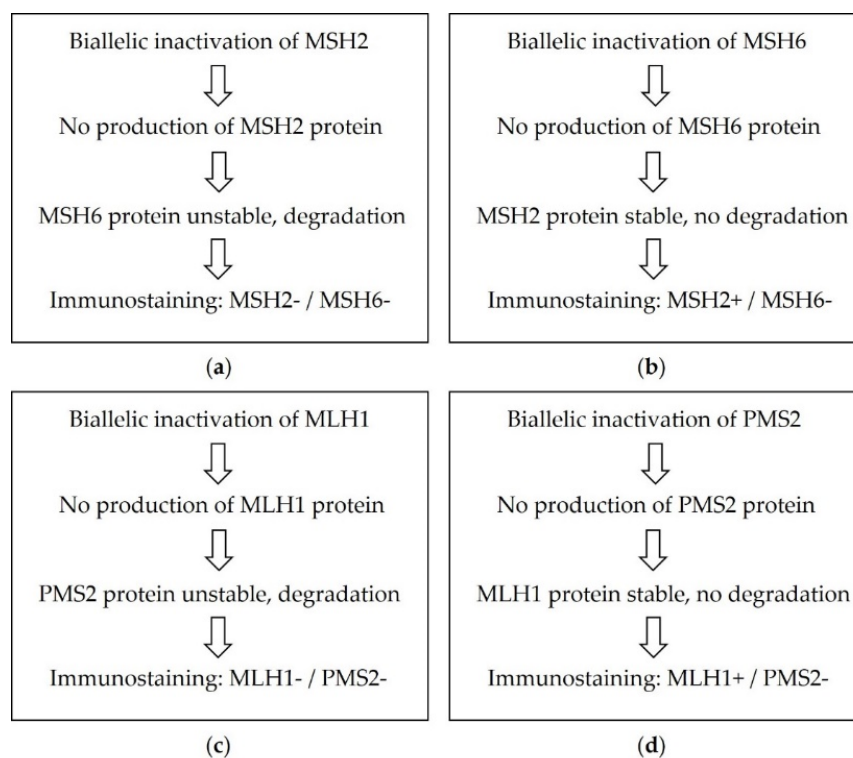 Biallelic inactivation of MSH2
No production of MSH2 protein
MSH6 protein unstable, degradation
Immunostaining: MSH2- / MSH6-
(a)
Biallelic inactivation of MSH6
No production of MSH6 protein
MSH2 protein stable, no degradation
Immunostaining: MSH2+ / MSH6-
(b)
Biallelic inactivation of MLH1
No production of MLH1 protein
PMS2 protein unstable, degradation
Immunostaining: MLH1- / PMS2-
(c)
Biallelic inactivation of PMS2
No production of PMS2 protein
MLH1 protein stable, no degradation
Immunostaining: MLH1+ / PMS2-
(d)